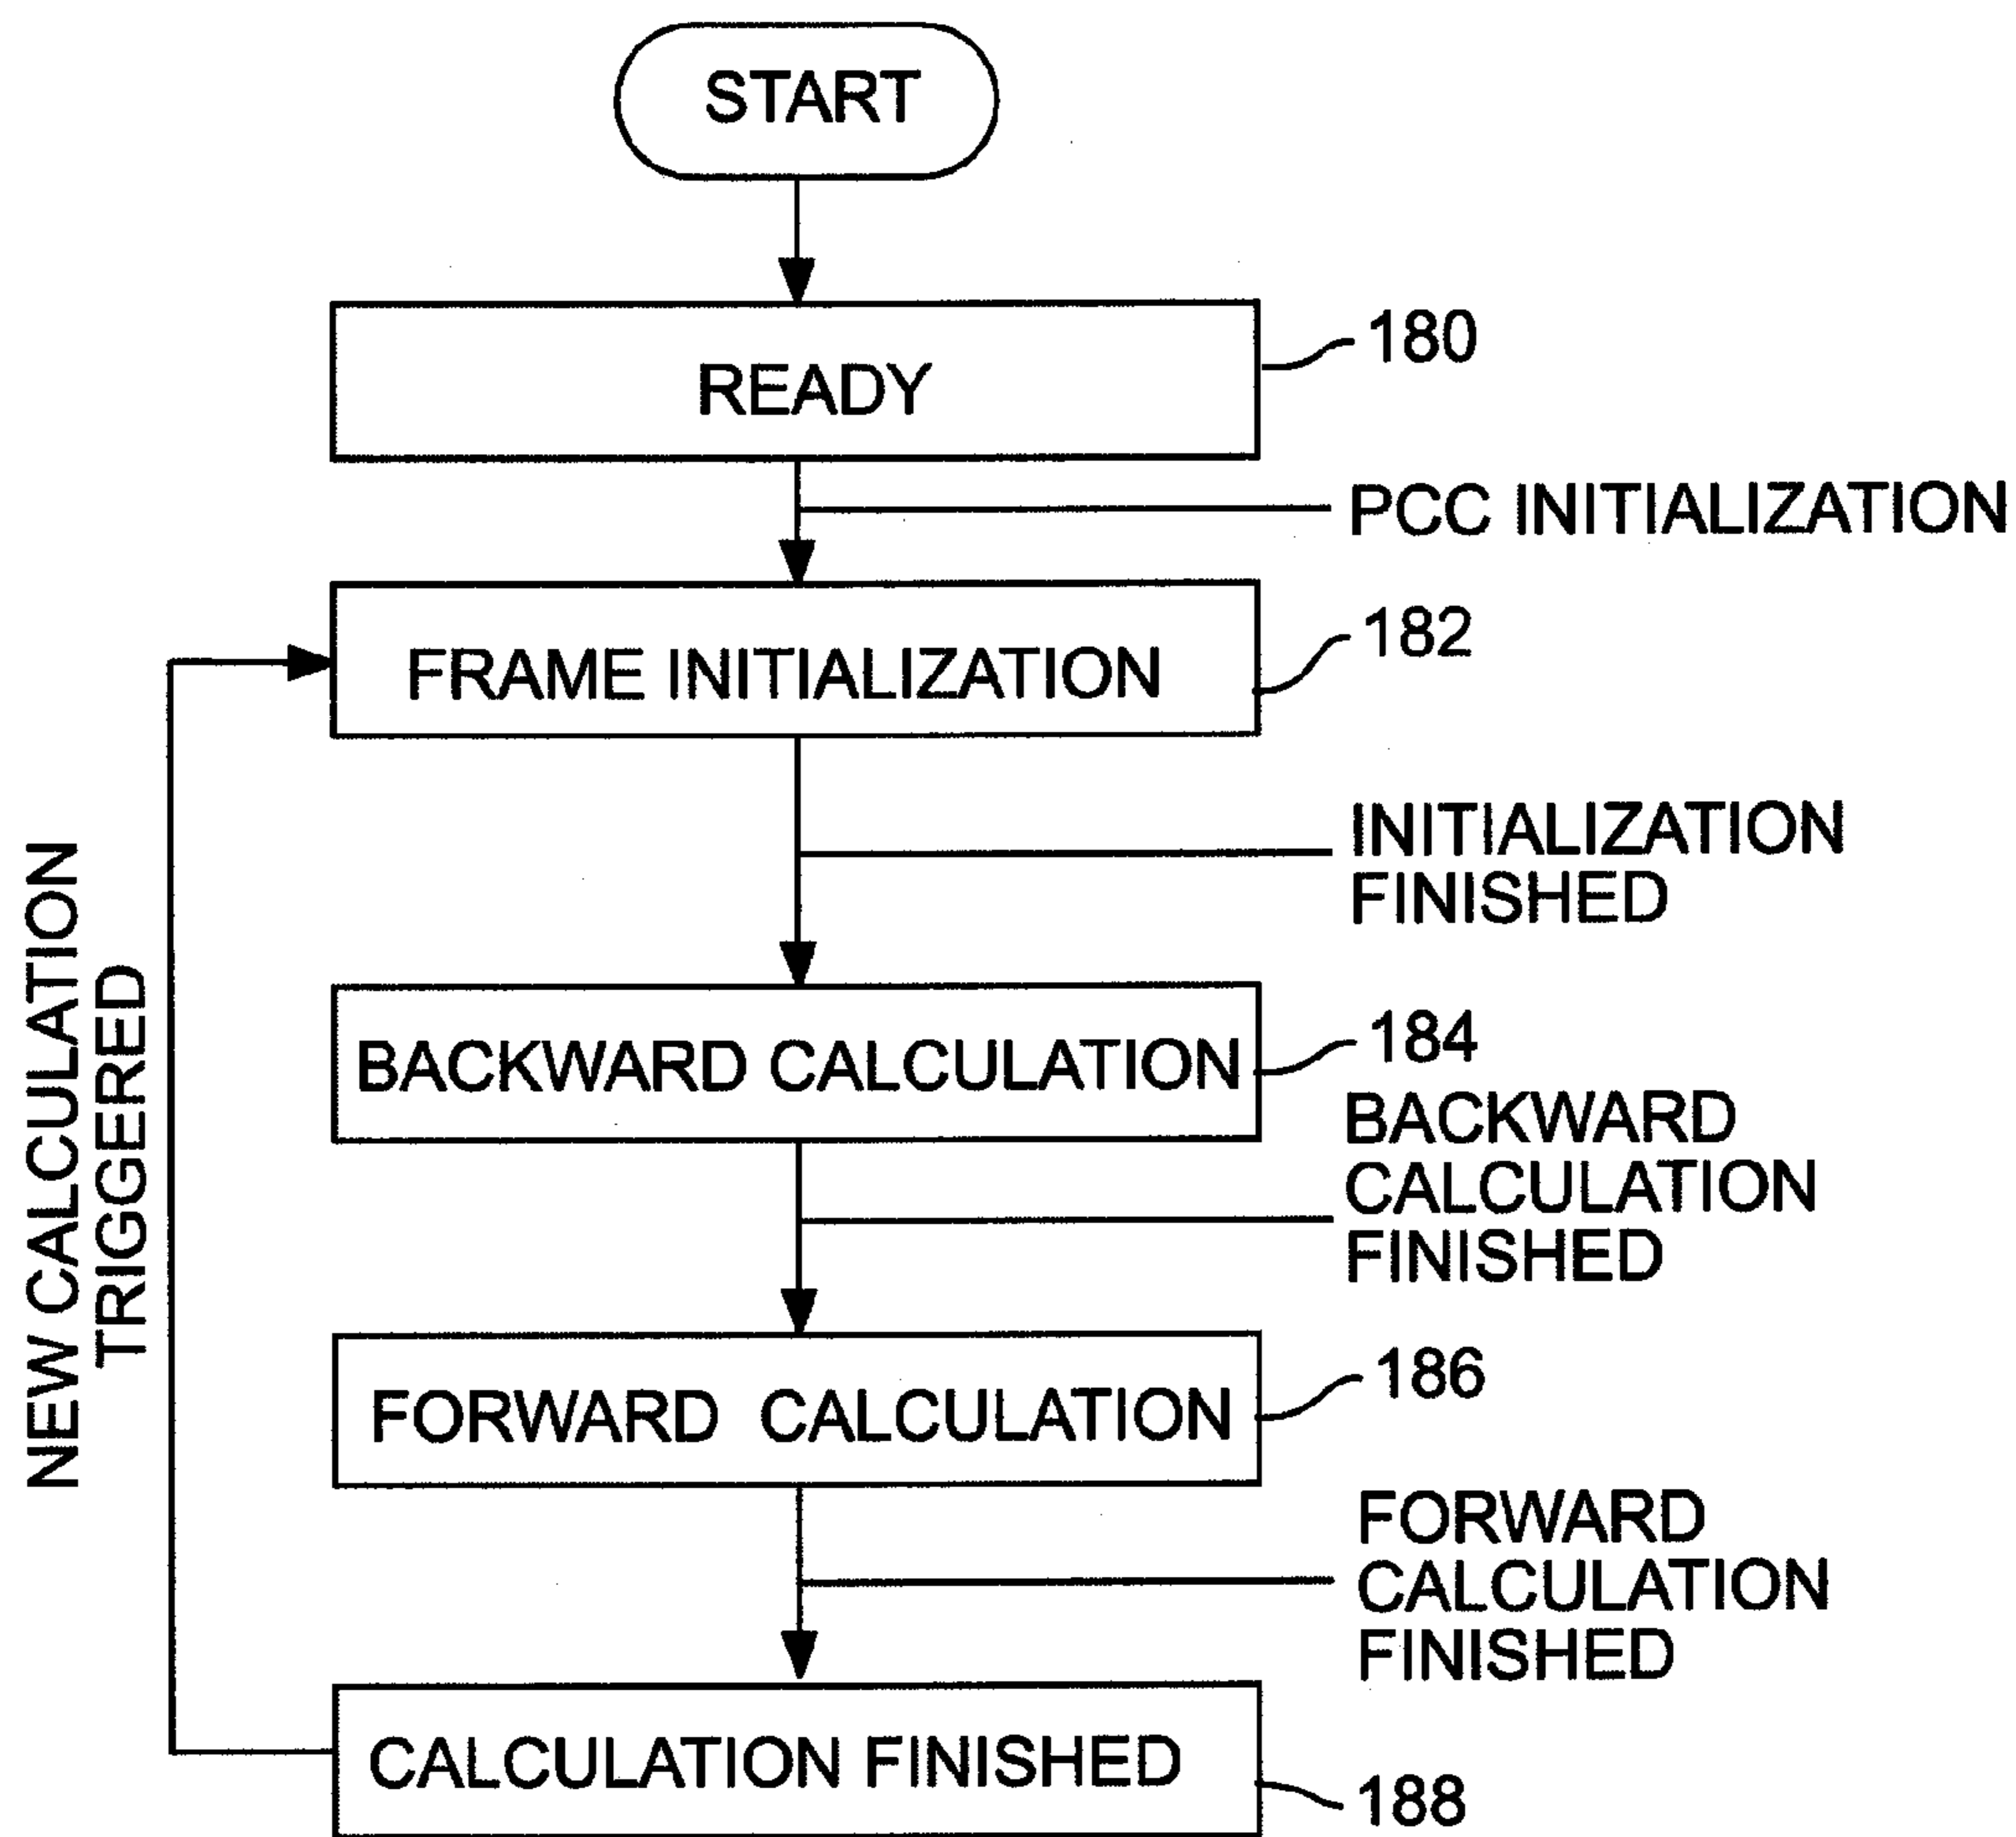 START
READY
180
PCC INITIALIZATION
FRAME INITIALIZATION
182
INITIALIZATION
FINISHED
BACKWARD CALCULATION
184
BACKWARD
CALCULATION
FINISHED
FORWARD CALCULATION
186
FORWARD
CALCULATION
FINISHED
CALCULATION FINISHED
188
NEW CALCULATION
TRIGGERED